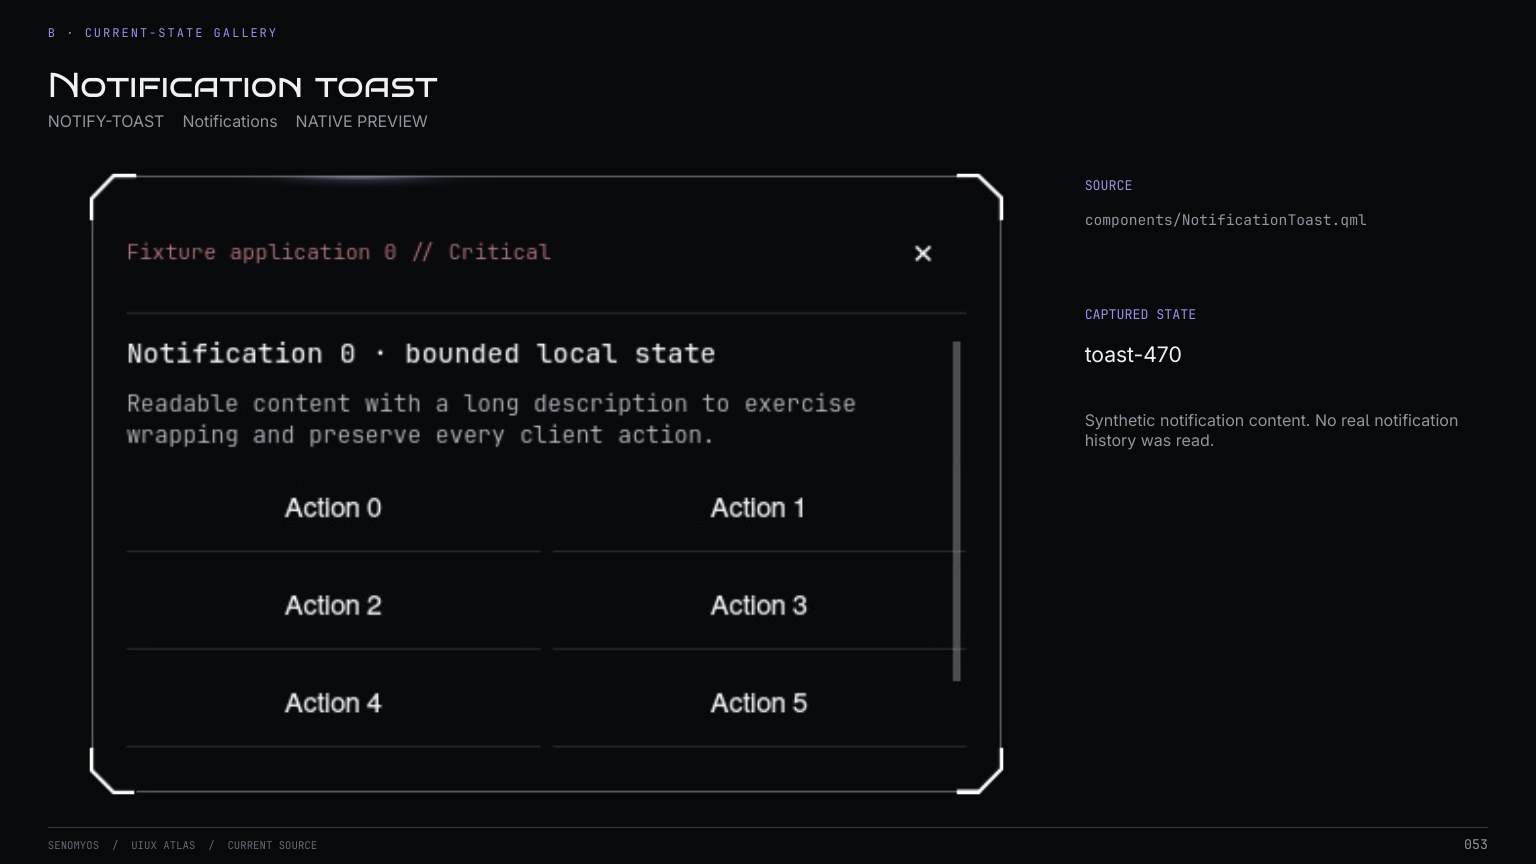 B · CURRENT-STATE GALLERY
Notification toast
NOTIFY-TOAST Notifications NATIVE PREVIEW
Fixture application 0 // Critical ×
Notification 0 · bounded local state
Readable content with a long description to exercise
wrapping and preserve every client action.
Action 0 Action 1
Action 2 Action 3
Action 4 Action 5
SOURCE
components/NotificationToast.qml
CAPTURED STATE
toast-470
Synthetic notification content. No real notification
history was read.
SENOMYOS / UIUX ATLAS / CURRENT SOURCE
053